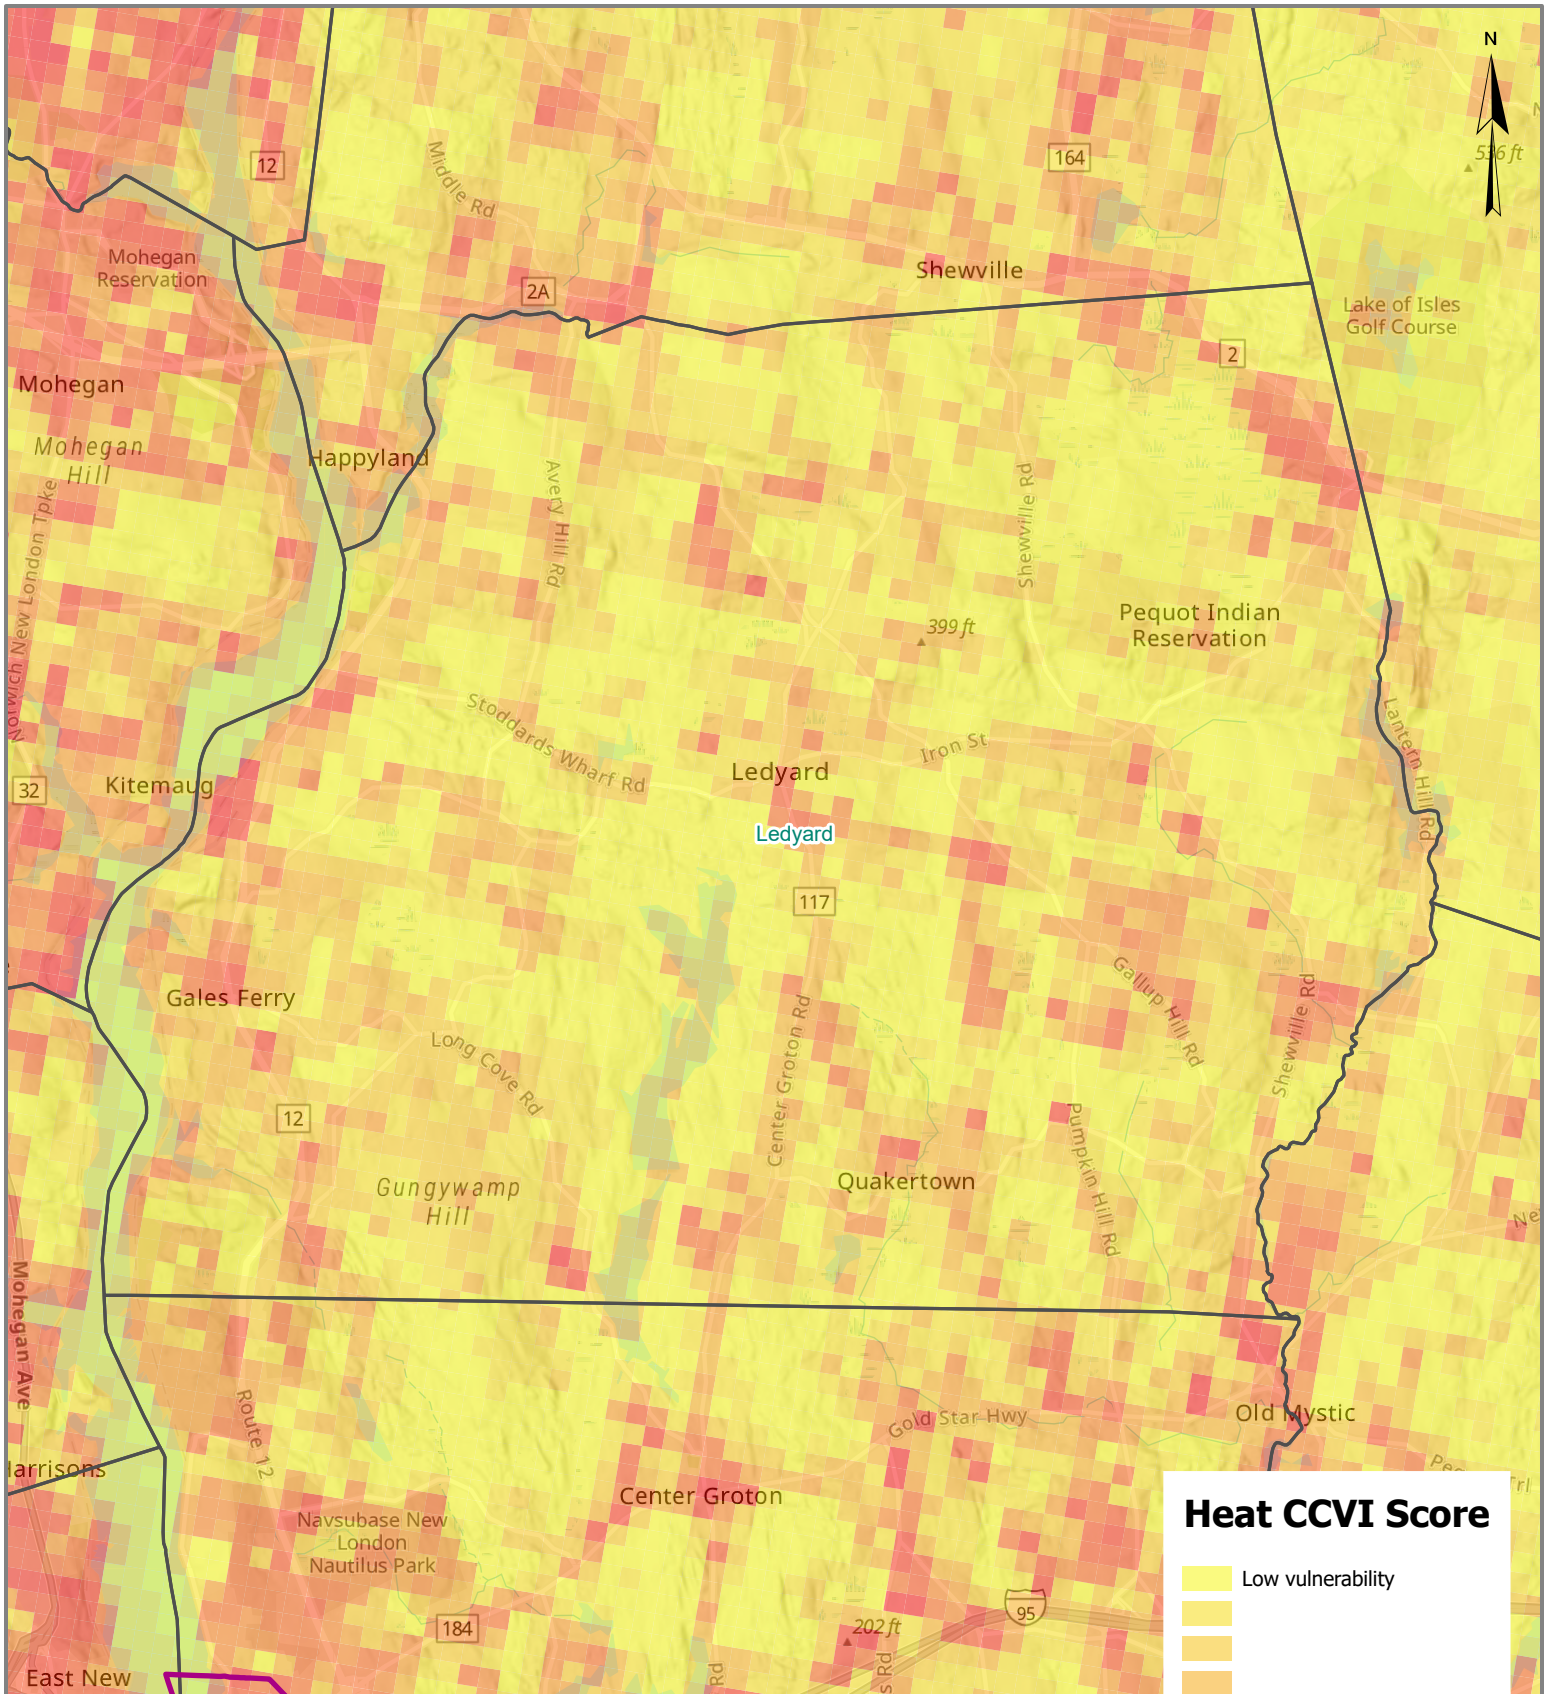 N
536 ft
12
164
Middle Rd
Mohegan
Reservation
2A
Shewville
Lake of Isles
Golf Course
2
Mohegan
Mohegan
Hill
Happyland
Norwich New London Tpke
Avery Hill Rd
Shewville Rd
399 ft
Pequot Indian
Reservation
Stoddards Wharf Rd
Iron St
Lantern Hill Rd
Ledyard
32
Kitemaug
Ledyard
117
Gales Ferry
Gallup Hill Rd
Shewville Rd
Long Cove Rd
Center Groton Rd
12
Pumpkin Hill Rd
Quakertown
Gungywamp
Hill
Ne
Mohegan Ave
Route 12
Gold Star Hwy
Old Mystic
Harrisons
Center Groton
Navsubase New
London
Nautilus Park
184
95
202 ft
East New
Rd
s Rd
Heat CCVI Score
Low vulnerability